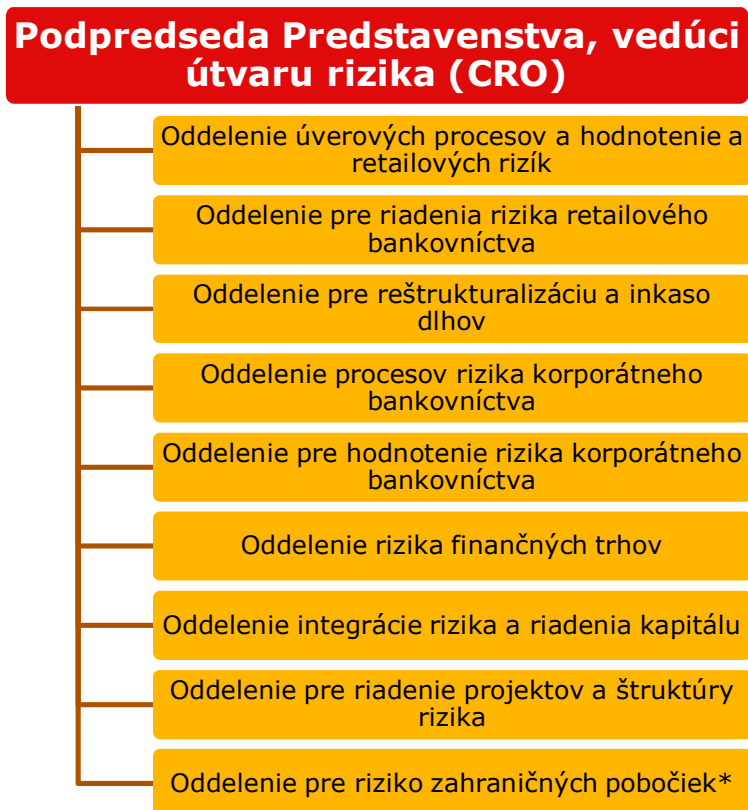 Podpredseda Predstavenstva, vedúci
útvaru rizika (CRO)
Oddelenie úverových procesov a hodnotenie a
retailových rizík
Oddelenie pre riadenia rizika retailového
bankovníctva
Oddelenie pre reštrukturalizáciu a inkaso
dlhov
Oddelenie procesov rizika korporátneho
bankovníctva
Oddelenie pre hodnotenie rizika korporátneho
bankovníctva
Oddelenie rizika finančných trhov
Oddelenie integrácie rizika a riadenia kapitálu
Oddelenie pre riadenie projektov a štruktúry
rizika
Oddelenie pre riziko zahraničných pobočiek*